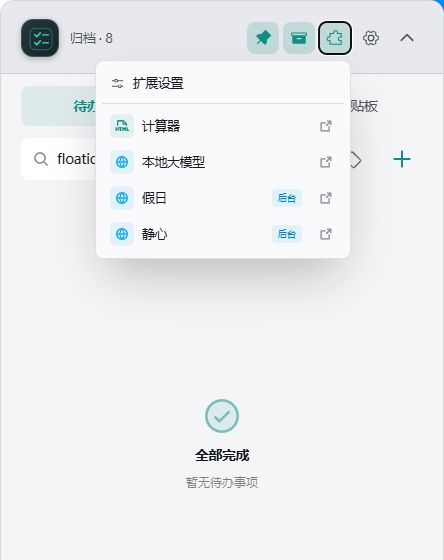 归档 · 8
扩展设置
HTML
计算器
本地大模型
假日 后台
静心 后台
待办
贴板
floatic
全部完成
暂无待办事项